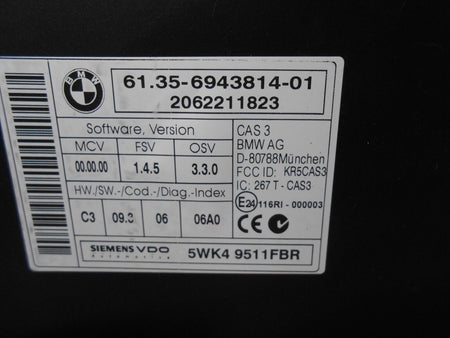 BMW
61.35-6943814-01
2062211823
Software, Version
MCV FSV OSV
00.00.00 1.4.5 3.3.0
HW./SW.-/Cod.-/Diag.-Index
C3 09.3 06 06A0
CAS 3
BMW AG
D-80788München
FCC ID: KR5CAS3
IC: 267 T - CAS3
E24 116RI - 000003
CE
SIEMENS VDO
Automotive
5WK4 9511FBR